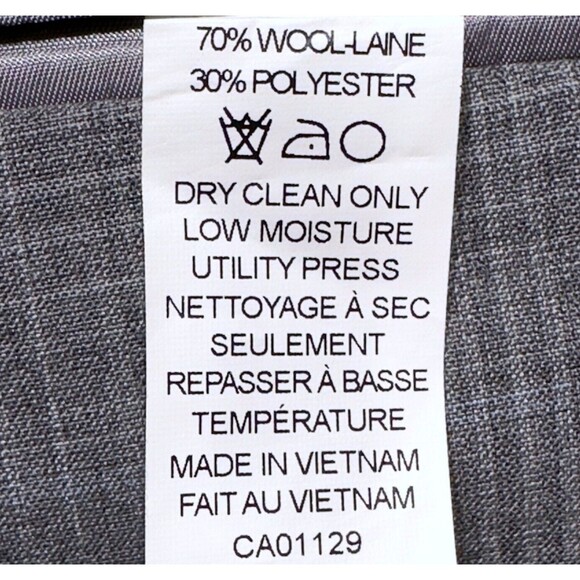 70% WOOL-LAINE
30% POLYESTER
DRY CLEAN ONLY
LOW MOISTURE
UTILITY PRESS
NETTOYAGE À SEC
SEULEMENT
REPASSER À BASSE
TEMPÉRATURE
MADE IN VIETNAM
FAIT AU VIETNAM
CA01129